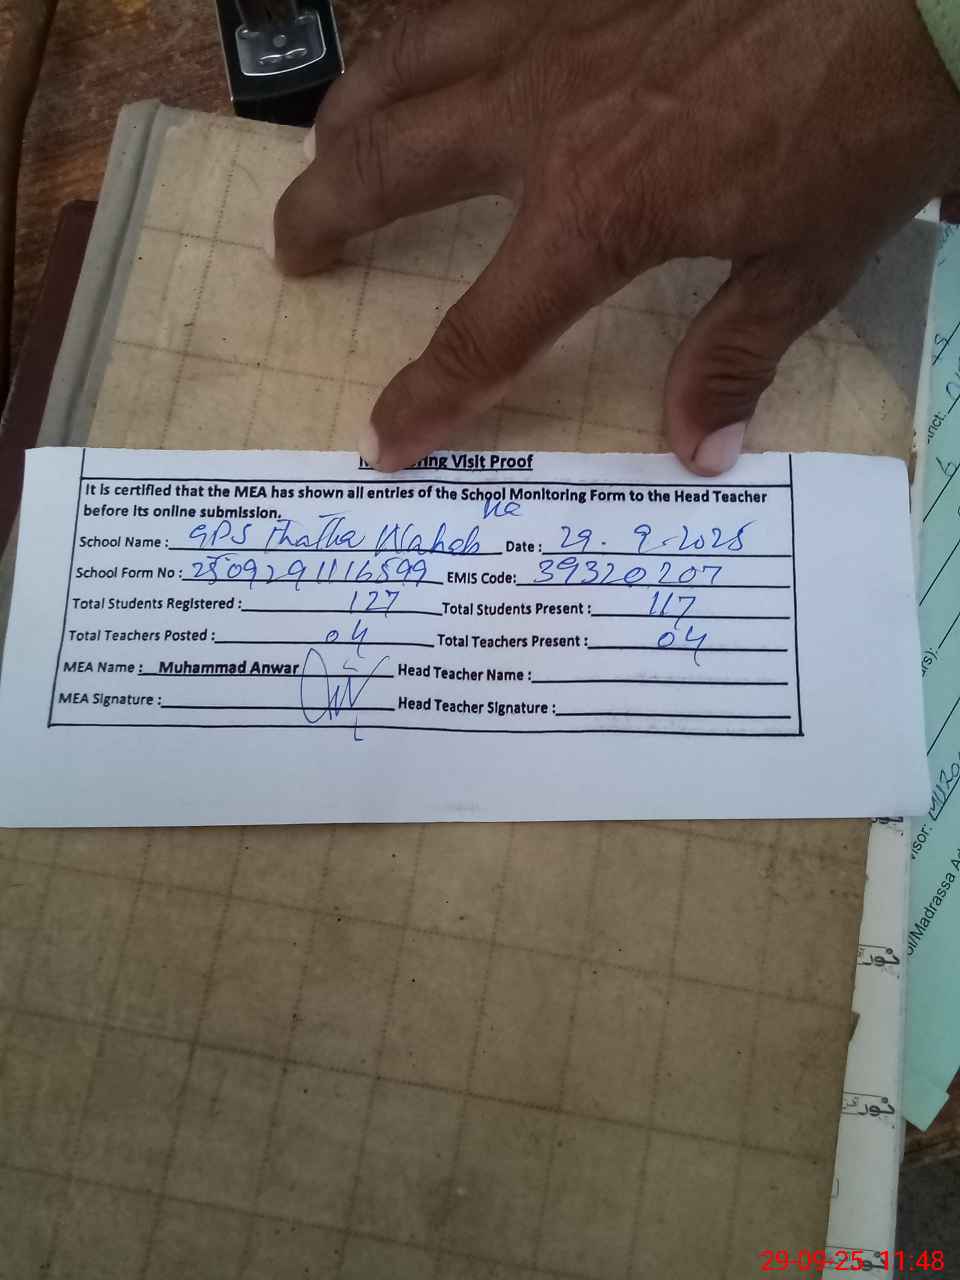 Monitoring Visit Proof
It is certified that the MEA has shown all entries of the School Monitoring Form to the Head Teacher
before its online submission.
School Name : GPS Thatha Waheb Date : 29. 9. 2025
School Form No : 2509291116599 EMIS Code: 39320207
Total Students Registered : 127 Total Students Present : 117
Total Teachers Posted : 04 Total Teachers Present : 04
MEA Name : Muhammad Anwar Head Teacher Name :
MEA Signature : Head Teacher Signature :
نور
نور
29-09-25 11:48